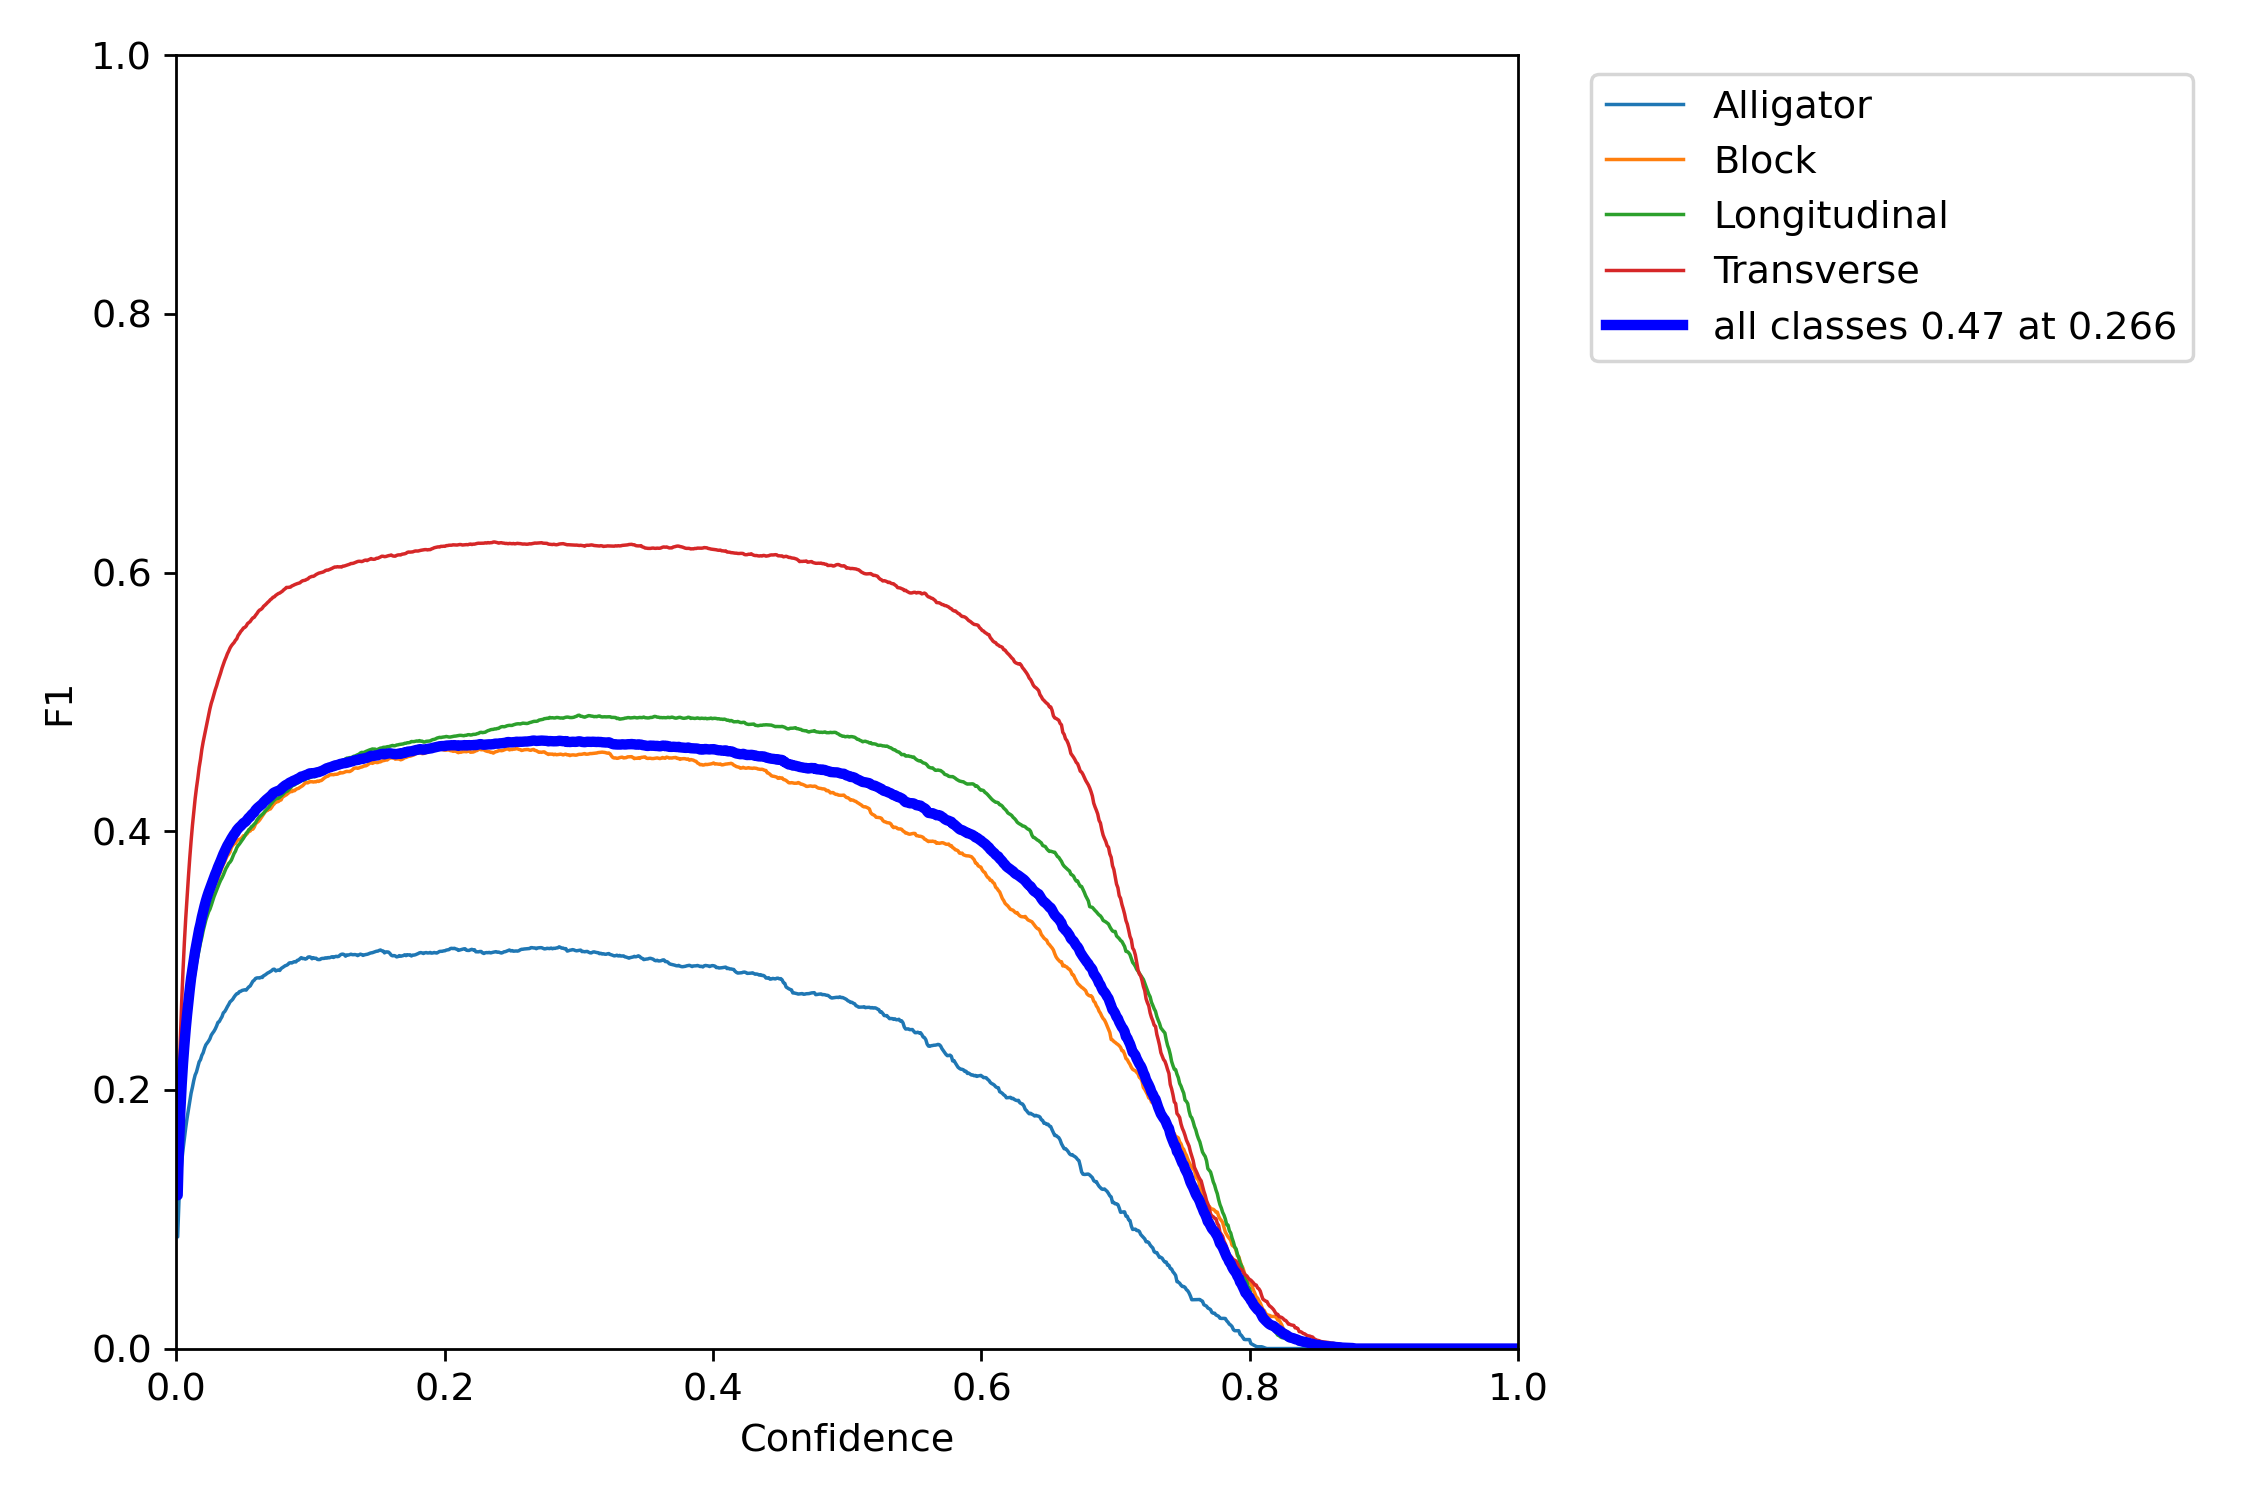 1.0
0.8
0.6
0.4
0.2
0.0
F1
0.0 0.2 0.4 0.6 0.8 1.0
Confidence
Alligator
Block
Longitudinal
Transverse
all classes 0.47 at 0.266